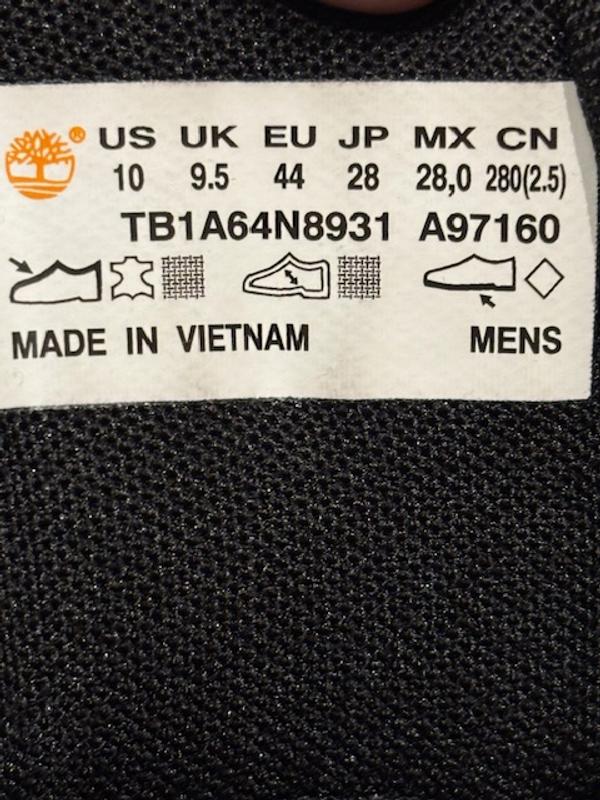 ® US UK EU JP MX CN
10 9.5 44 28 28,0 280(2.5)
TB1A64N8931 A97160
MADE IN VIETNAM MENS